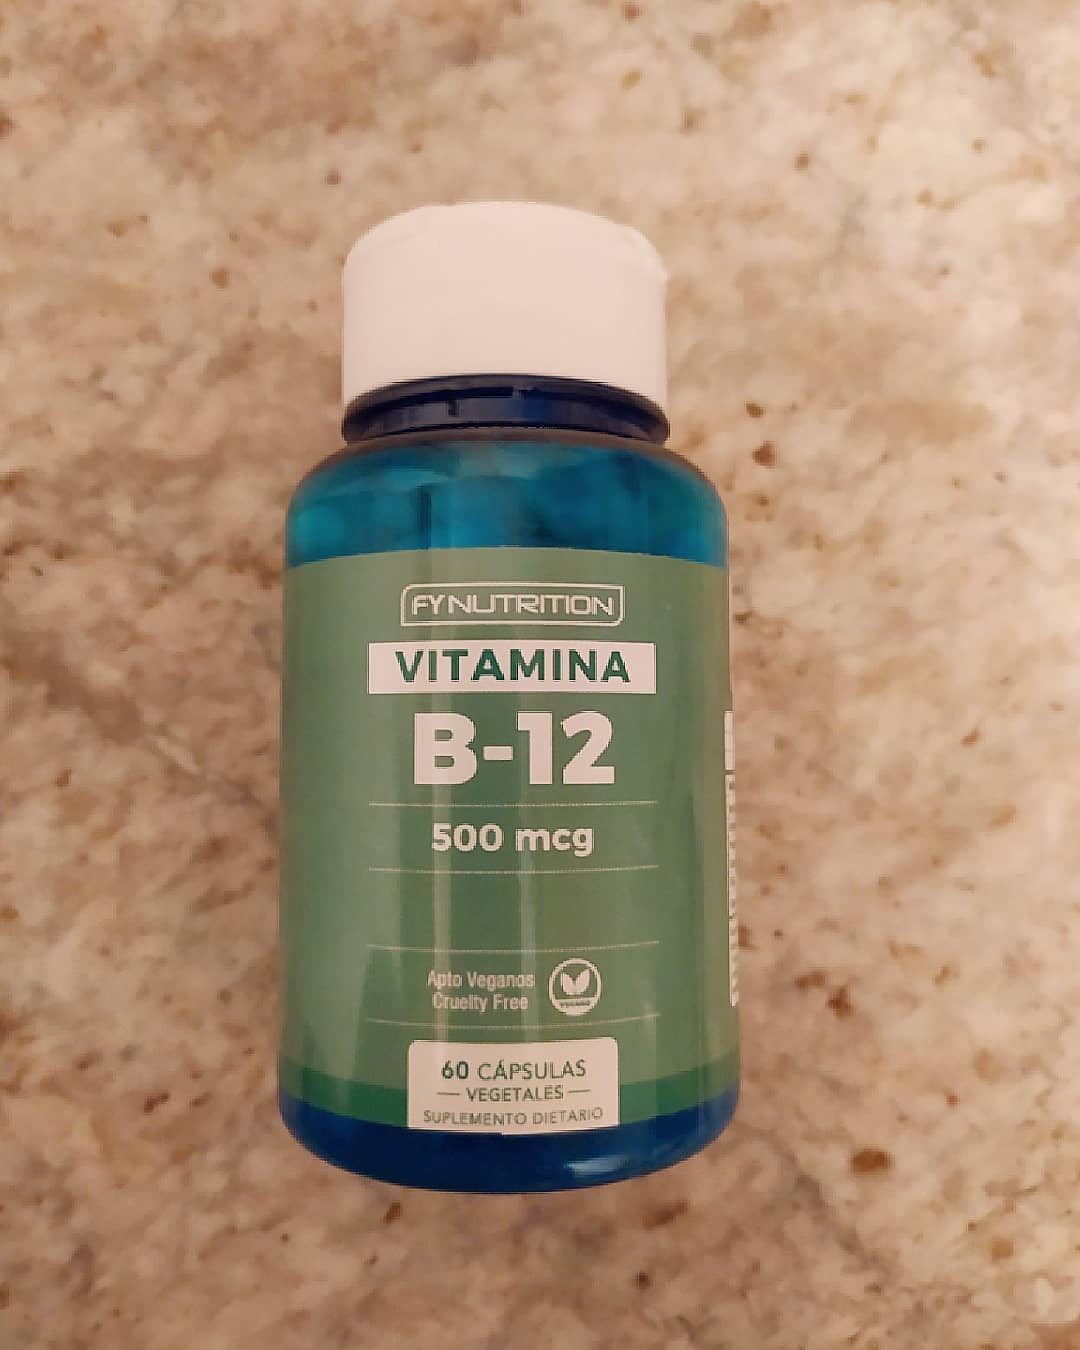 FYNUTRITION
VITAMINA
B-12
500 mcg
Apto Veganos
Cruelty Free
60 CÁPSULAS
VEGETALES
SUPLEMENTO DIETARIO